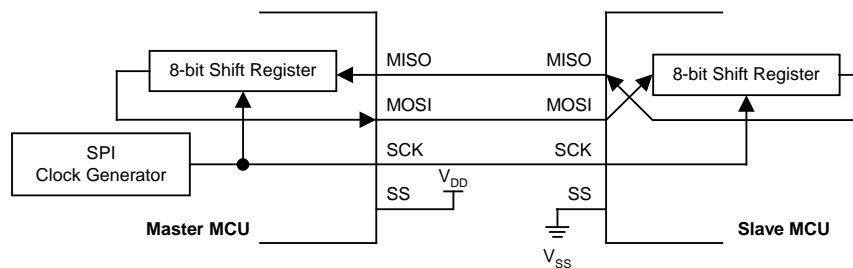 8-bit Shift Register
MISO
MISO
8-bit Shift Register
MOSI
MOSI
SPI
Clock Generator
SCK
SCK
SS
VDD
SS
Master MCU
VSS
Slave MCU